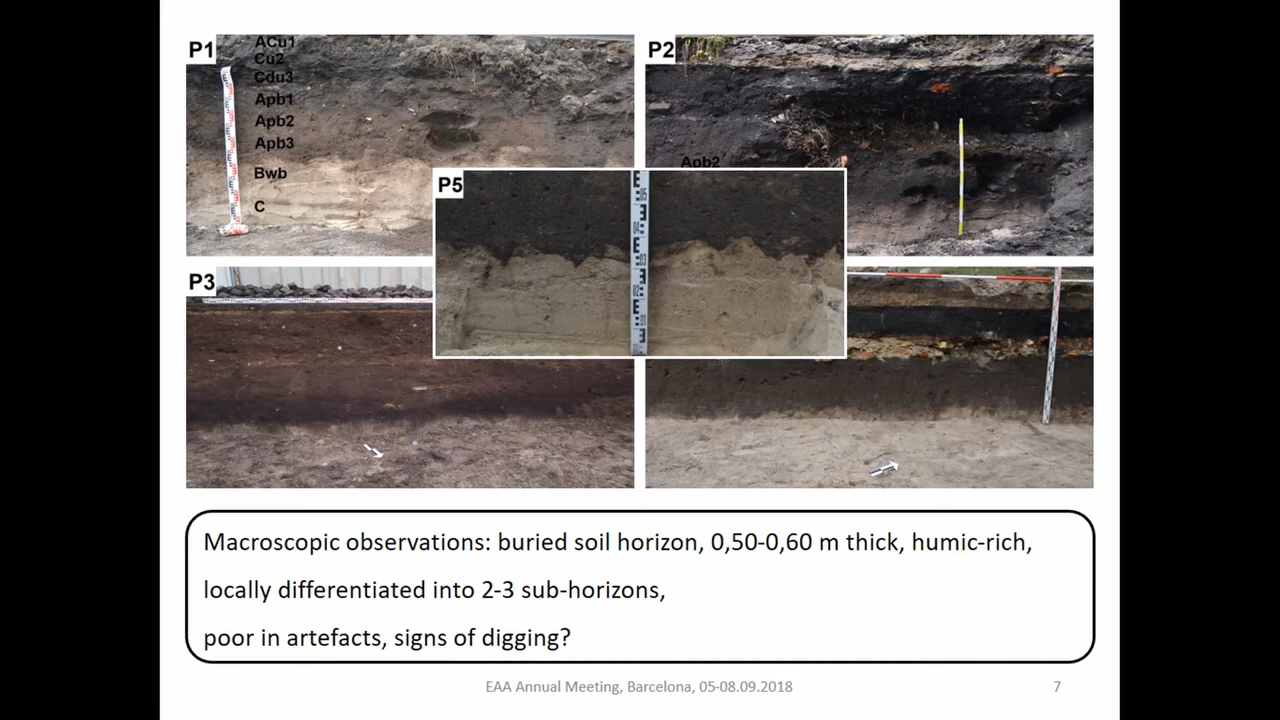 P1
ACu1
Cu2
Cdu3
Apb1
Apb2
Apb3
Bwb
C
P2
Apb2
P5
P3
Macroscopic observations: buried soil horizon, 0,50-0,60 m thick, humic-rich,
locally differentiated into 2-3 sub-horizons,
poor in artefacts, signs of digging?
EAA Annual Meeting, Barcelona, 05-08.09.2018
7